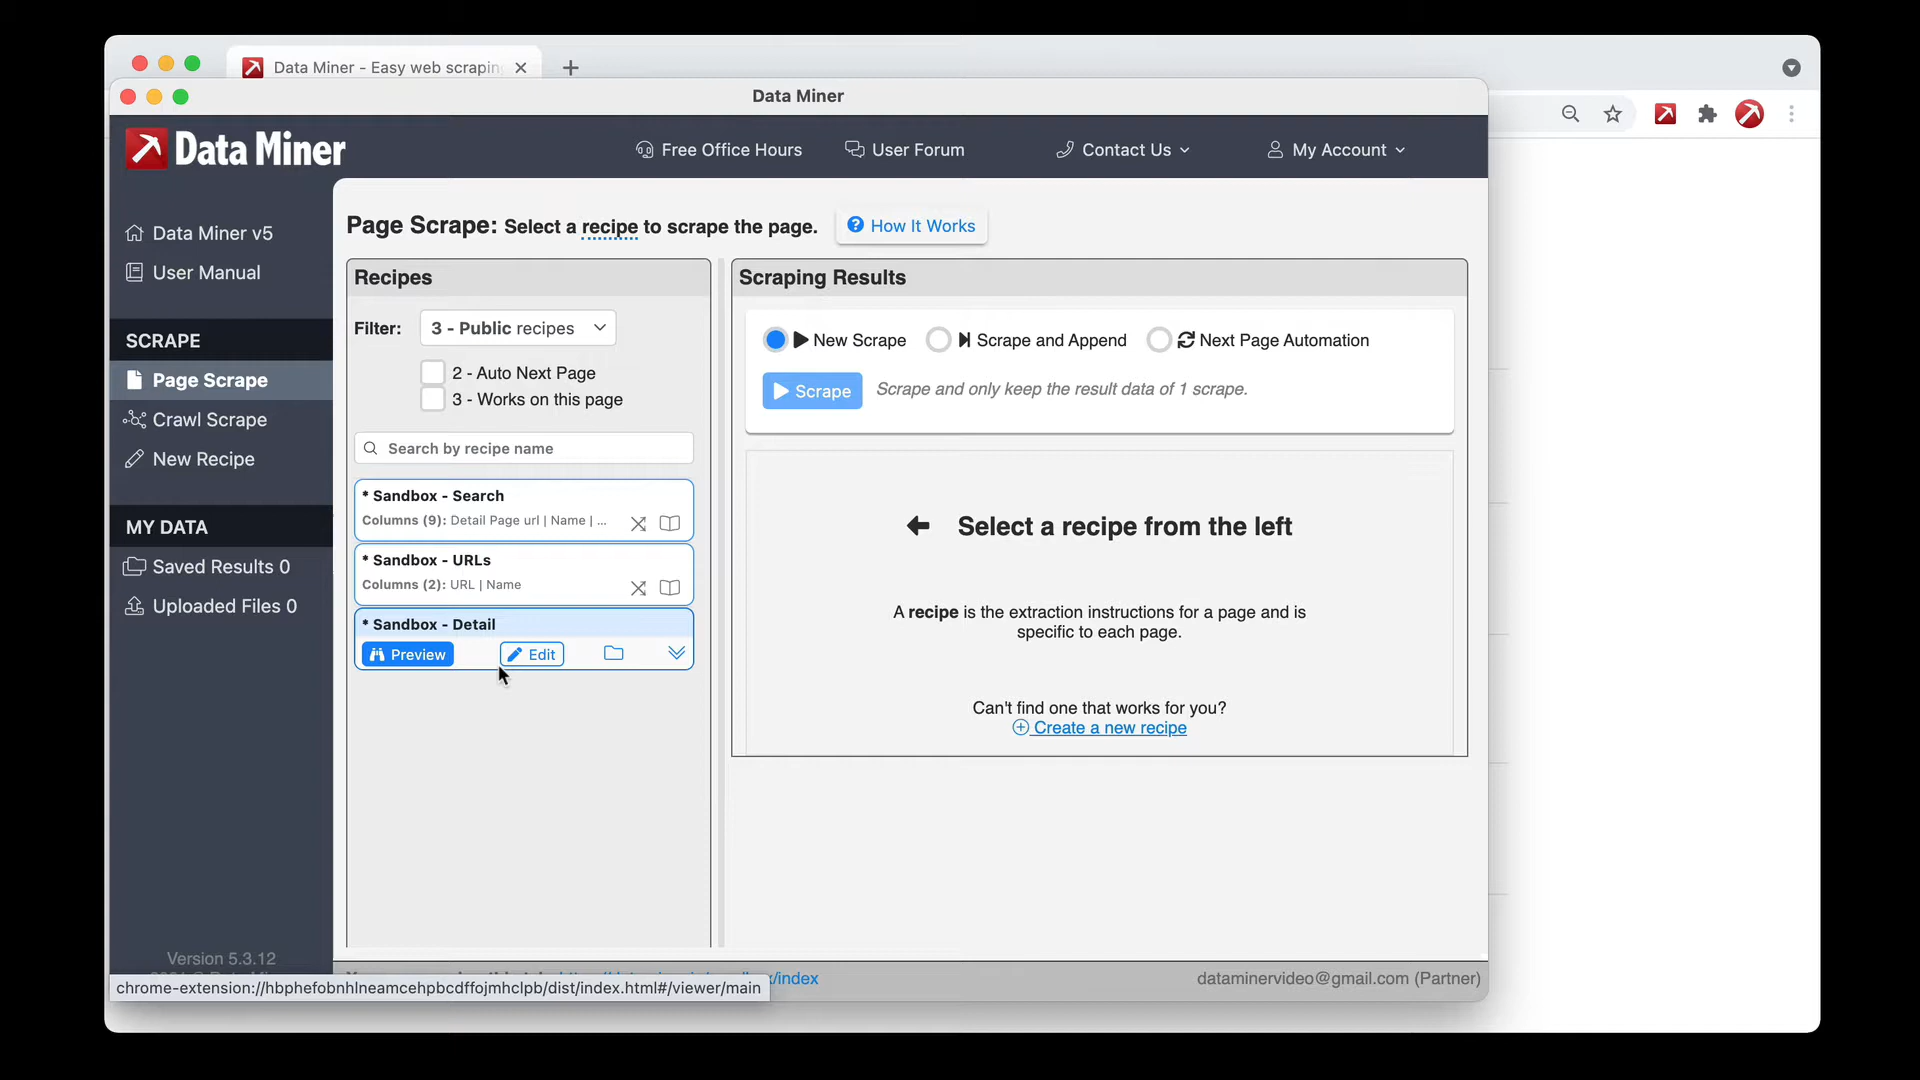 Data Miner - Easy web scraping
Data Miner
Data Miner
Free Office Hours
User Forum
Contact Us
My Account
Data Miner v5
User Manual
SCRAPE
Page Scrape
Crawl Scrape
New Recipe
MY DATA
Saved Results 0
Uploaded Files 0
Version 5.3.12
Page Scrape: Select a recipe to scrape the page.
How It Works
Recipes
Filter: 3 - Public recipes
2 - Auto Next Page
3 - Works on this page
Search by recipe name
* Sandbox - Search
Columns (9): Detail Page url | Name | ...
* Sandbox - URLs
Columns (2): URL | Name
* Sandbox - Detail
Preview
Edit
Scraping Results
New Scrape
Scrape and Append
Next Page Automation
Scrape
Scrape and only keep the result data of 1 scrape.
Select a recipe from the left
A recipe is the extraction instructions for a page and is
specific to each page.
Can't find one that works for you?
Create a new recipe
x/index
dataminervideo@gmail.com (Partner)
chrome-extension://hbphefobnhlneamcehpbcdffojmhclpb/dist/index.html#/viewer/main